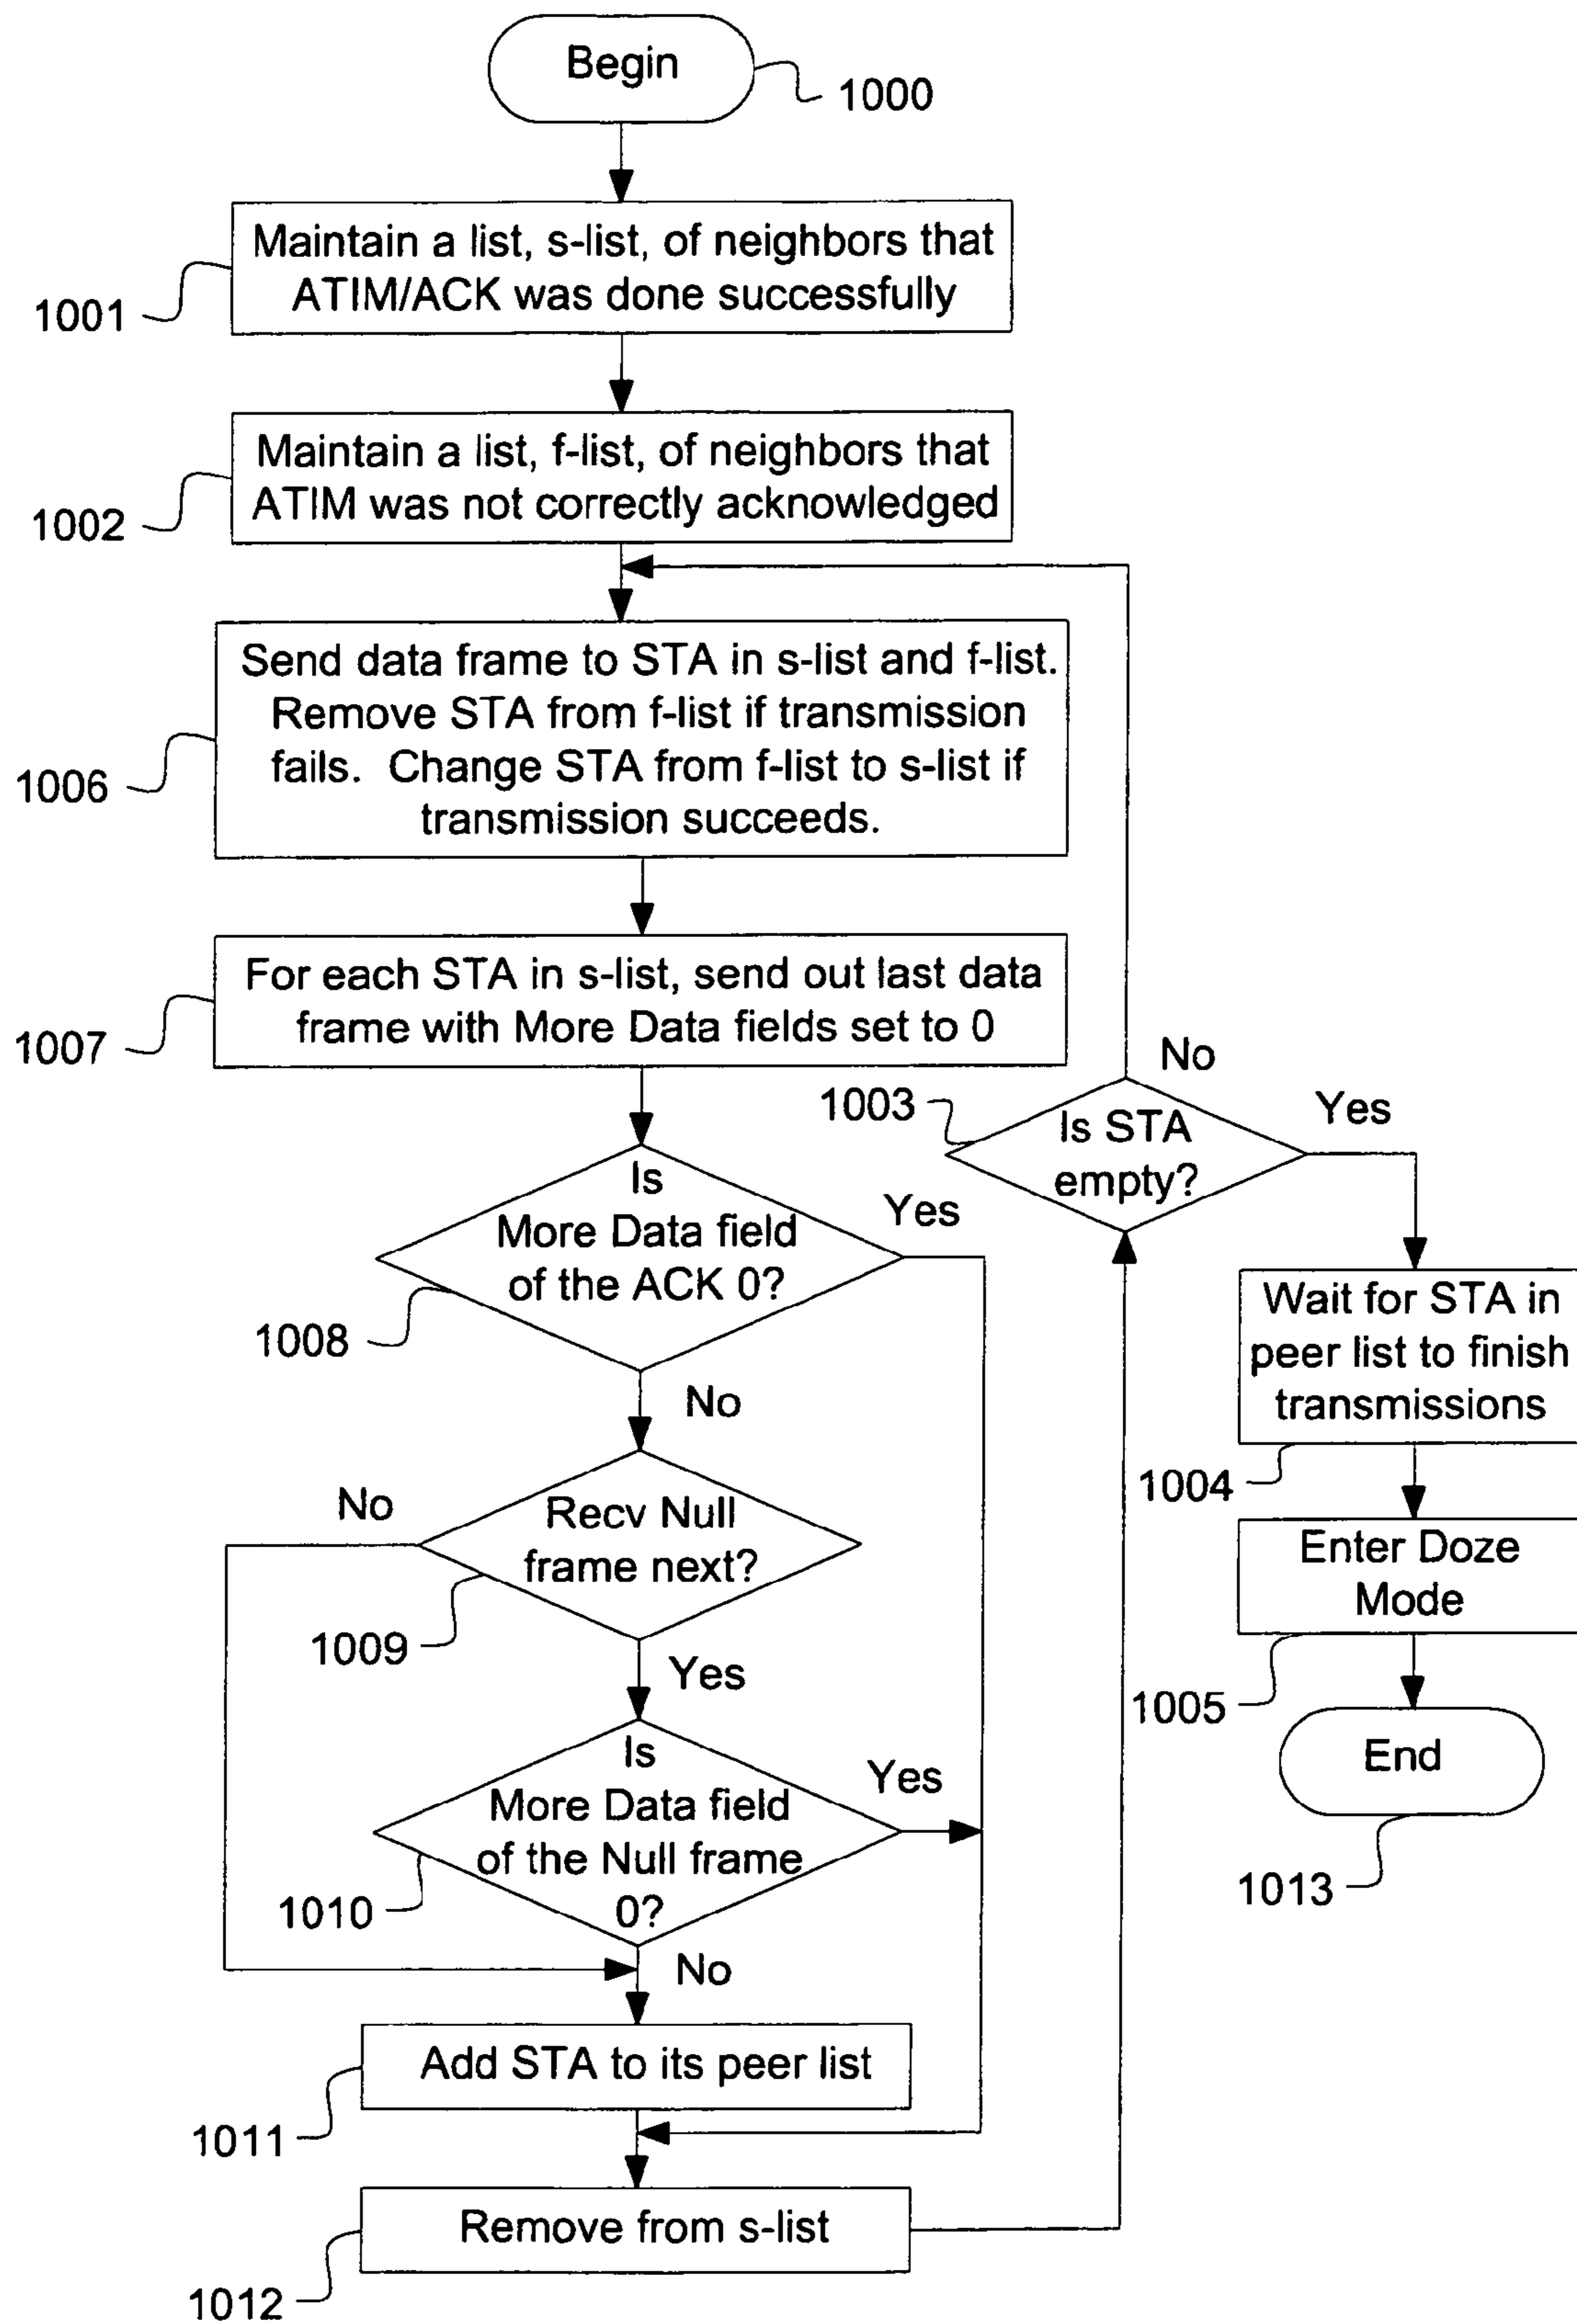 Begin
1000
Maintain a list, s-list, of neighbors that
ATIM/ACK was done successfully
1001
Maintain a list, f-list, of neighbors that
ATIM was not correctly acknowledged
1002
Send data frame to STA in s-list and f-list.
Remove STA from f-list if transmission
fails. Change STA from f-list to s-list if
transmission succeeds.
1006
For each STA in s-list, send out last data
frame with More Data fields set to 0
1007
No
1003
Is STA
empty?
Yes
Is
More Data field
of the ACK 0?
Yes
1008
No
Wait for STA in
peer list to finish
transmissions
1004
No
Recv Null
frame next?
1009
Yes
Enter Doze
Mode
1005
Is
More Data field
of the Null frame
0?
Yes
1010
No
End
1013
Add STA to its peer list
1011
Remove from s-list
1012